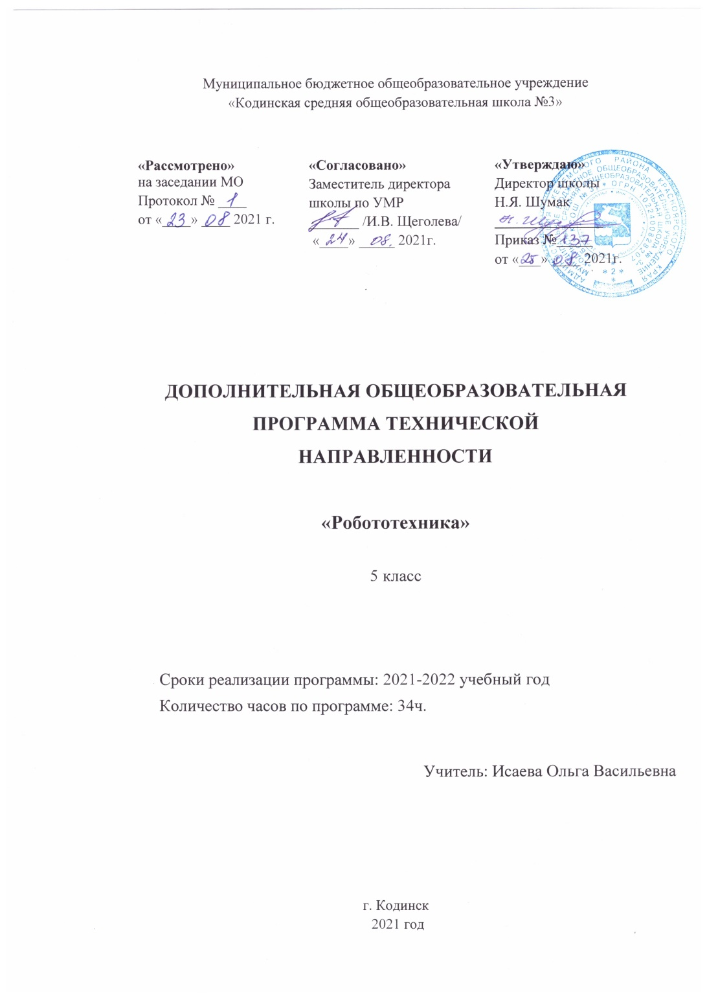 Муниципальное бюджетное общеобразовательное учреждение
«Кодинская средняя общеобразовательная школа №3»
«Рассмотрено»
на заседании МО
Протокол № 1
от «23» 08 2021 г.
«Согласовано»
Заместитель директора
школы по УМР
/И.В. Щеголева/
«24» 08. 2021г.
«Утверждаю»
Директор школы
Н.Я. Шумак
Приказ № 137
от «25» 08 2021г.
ДОПОЛНИТЕЛЬНАЯ ОБЩЕОБРАЗОВАТЕЛЬНАЯ
ПРОГРАММА ТЕХНИЧЕСКОЙ
НАПРАВЛЕННОСТИ
«Робототехника»
5 класс
Сроки реализации программы: 2021-2022 учебный год
Количество часов по программе: 34ч.
Учитель: Исаева Ольга Васильевна
г. Кодинск
2021 год